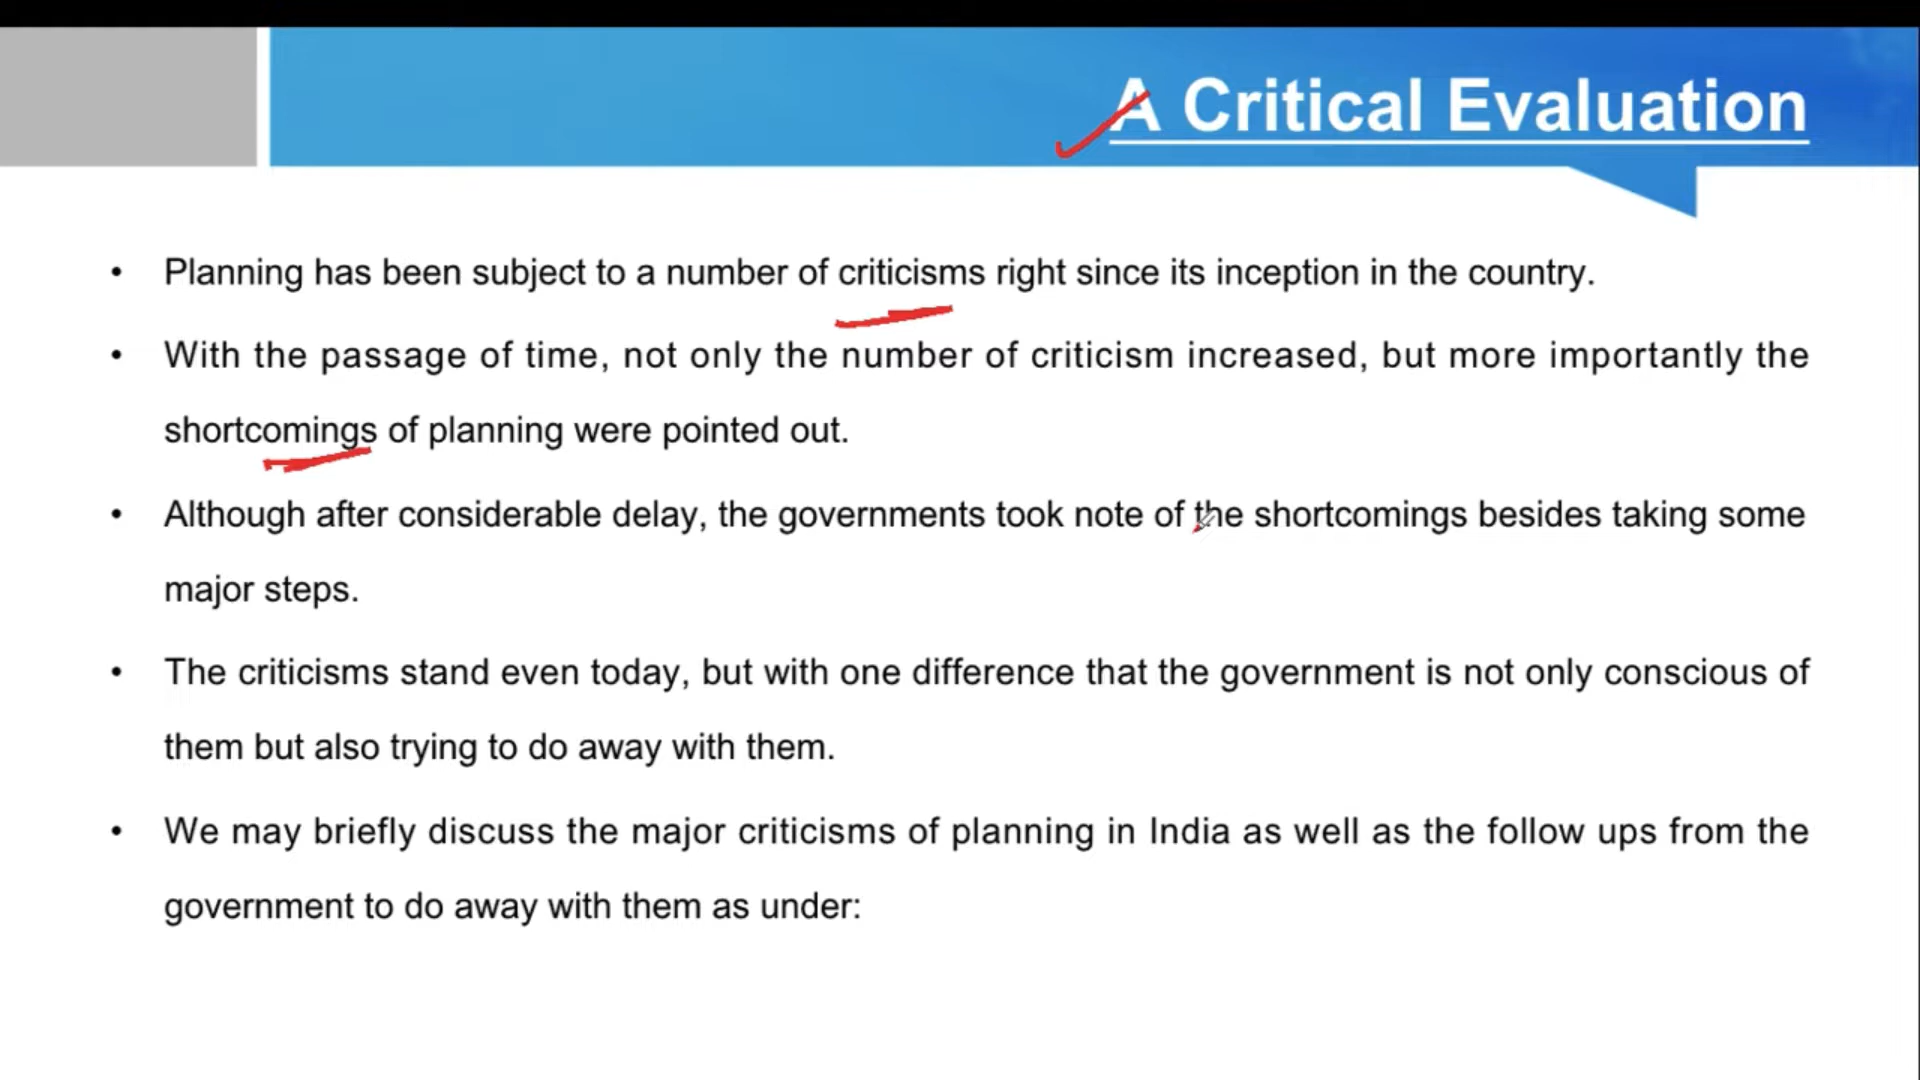 A Critical Evaluation
• Planning has been subject to a number of criticisms right since its inception in the country.
• With the passage of time, not only the number of criticism increased, but more importantly the
shortcomings of planning were pointed out.
• Although after considerable delay, the governments took note of the shortcomings besides taking some
major steps.
• The criticisms stand even today, but with one difference that the government is not only conscious of
them but also trying to do away with them.
• We may briefly discuss the major criticisms of planning in India as well as the follow ups from the
government to do away with them as under: